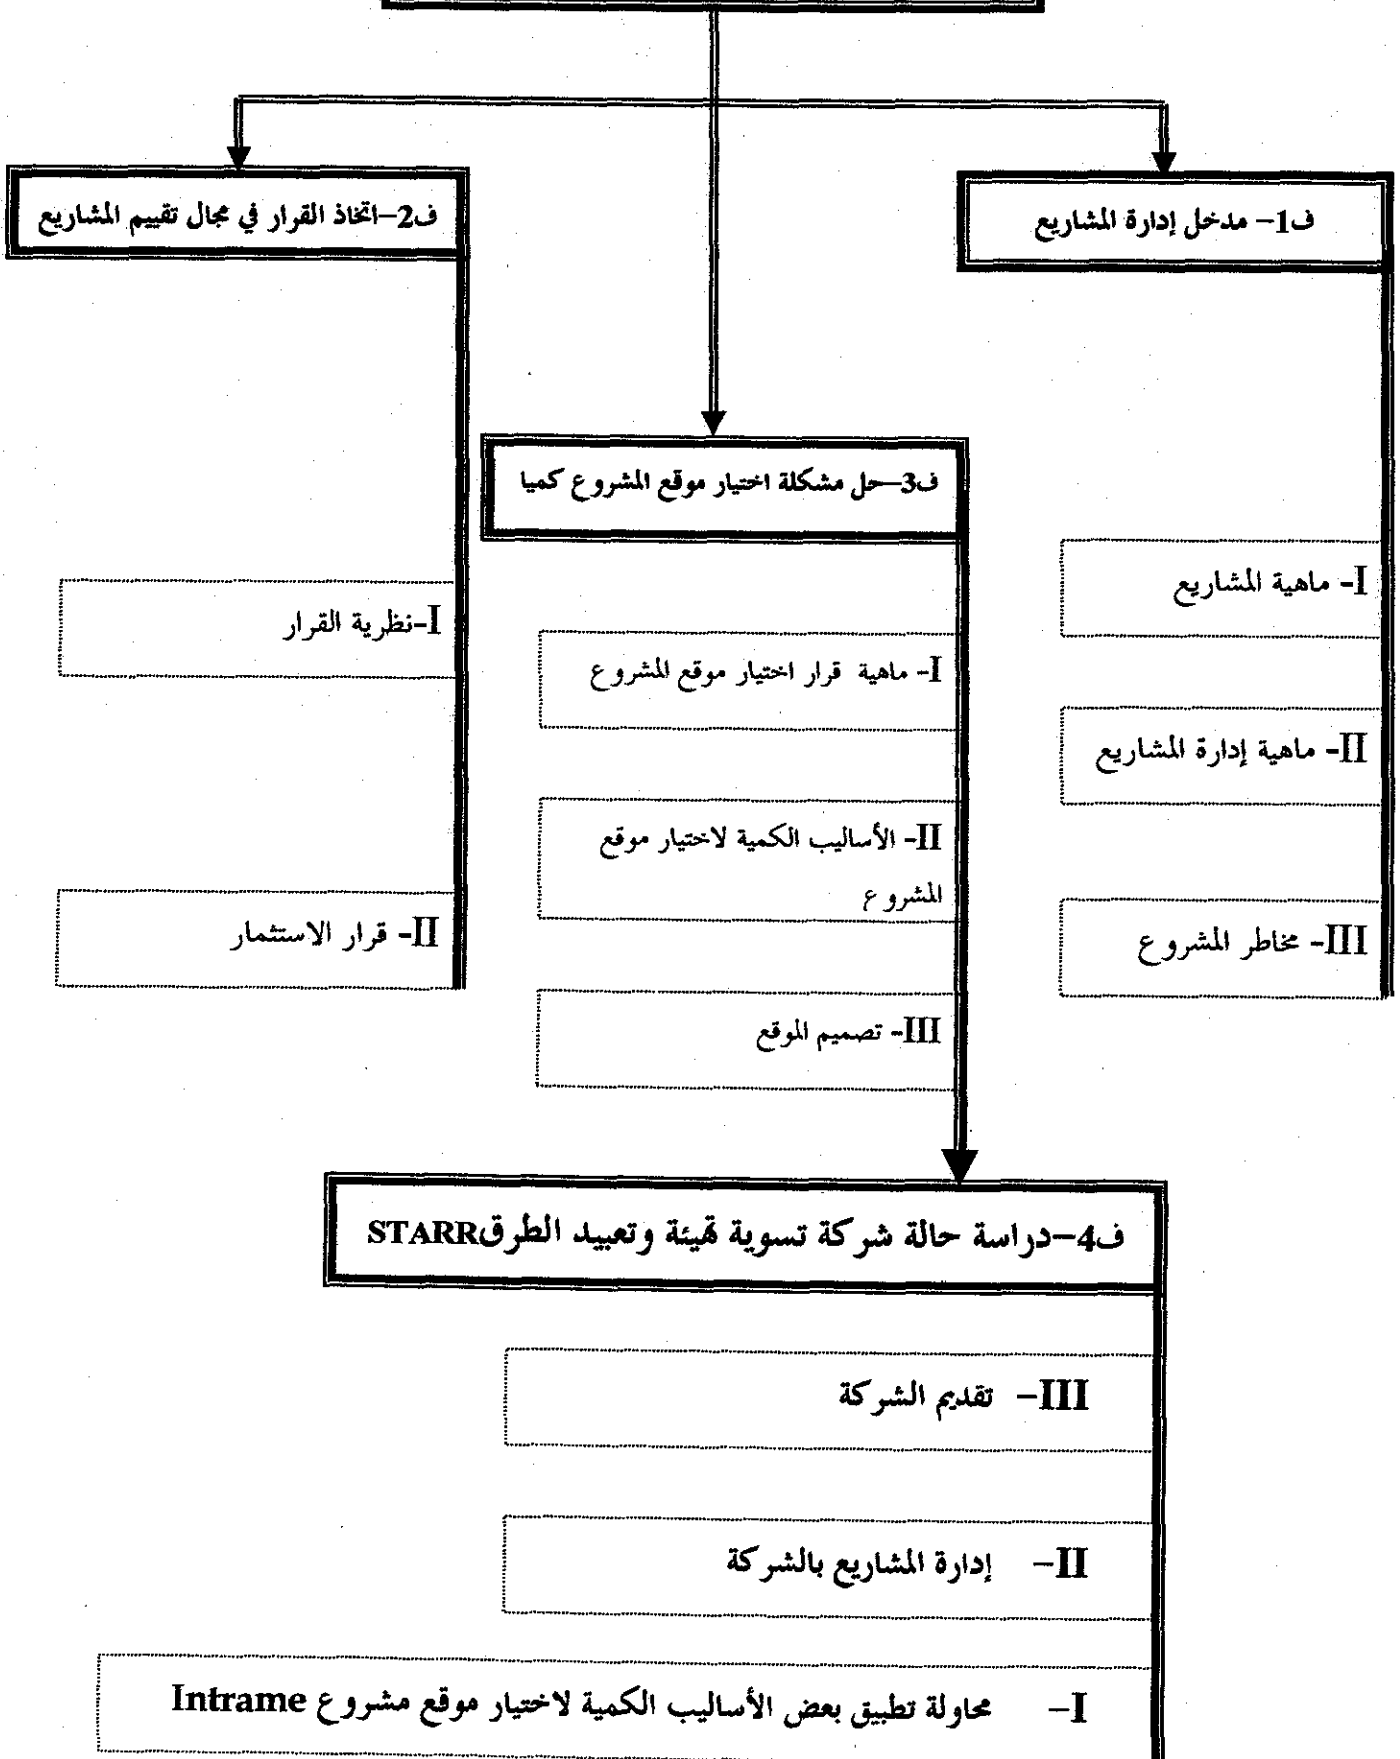 ف1- مدخل إدارة المشاريع
I- ماهية المشاريع
II- ماهية إدارة المشاريع
III- مخاطر المشروع
ف2-اتخاذ القرار في مجال تقييم المشاريع
I-نظرية القرار
II- قرار الاستثمار
ف3-حل مشكلة اختيار موقع المشروع كميا
I- ماهية قرار اختيار موقع المشروع
II- الأساليب الكمية لاختيار موقع
المشروع
III- تصميم الموقع
ف4-دراسة حالة شركة تسوية تهيئة وتعبيد الطرقSTARR
III- تقديم الشركة
II- إدارة المشاريع بالشركة
I- محاولة تطبيق بعض الأساليب الكمية لاختيار موقع مشروع Intrame